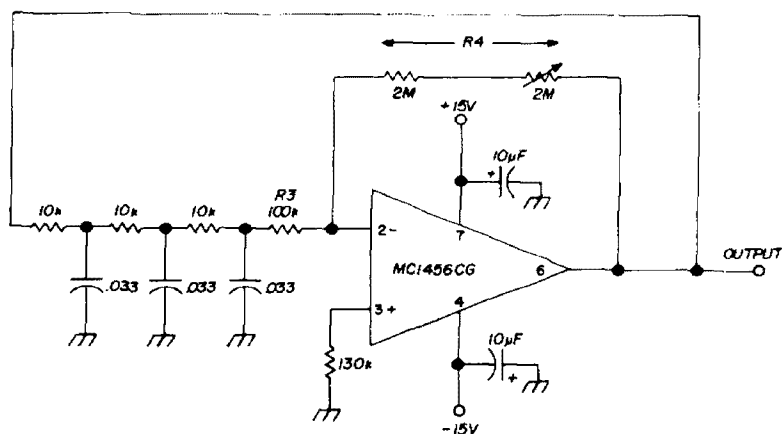 R4
2M
2M
+15V
10µF
+
R3
10k
10k
10k
100k
2-
7
MC1456CG
6
OUTPUT
.033
.033
.033
3+
4
130k
10µF
+
-15V